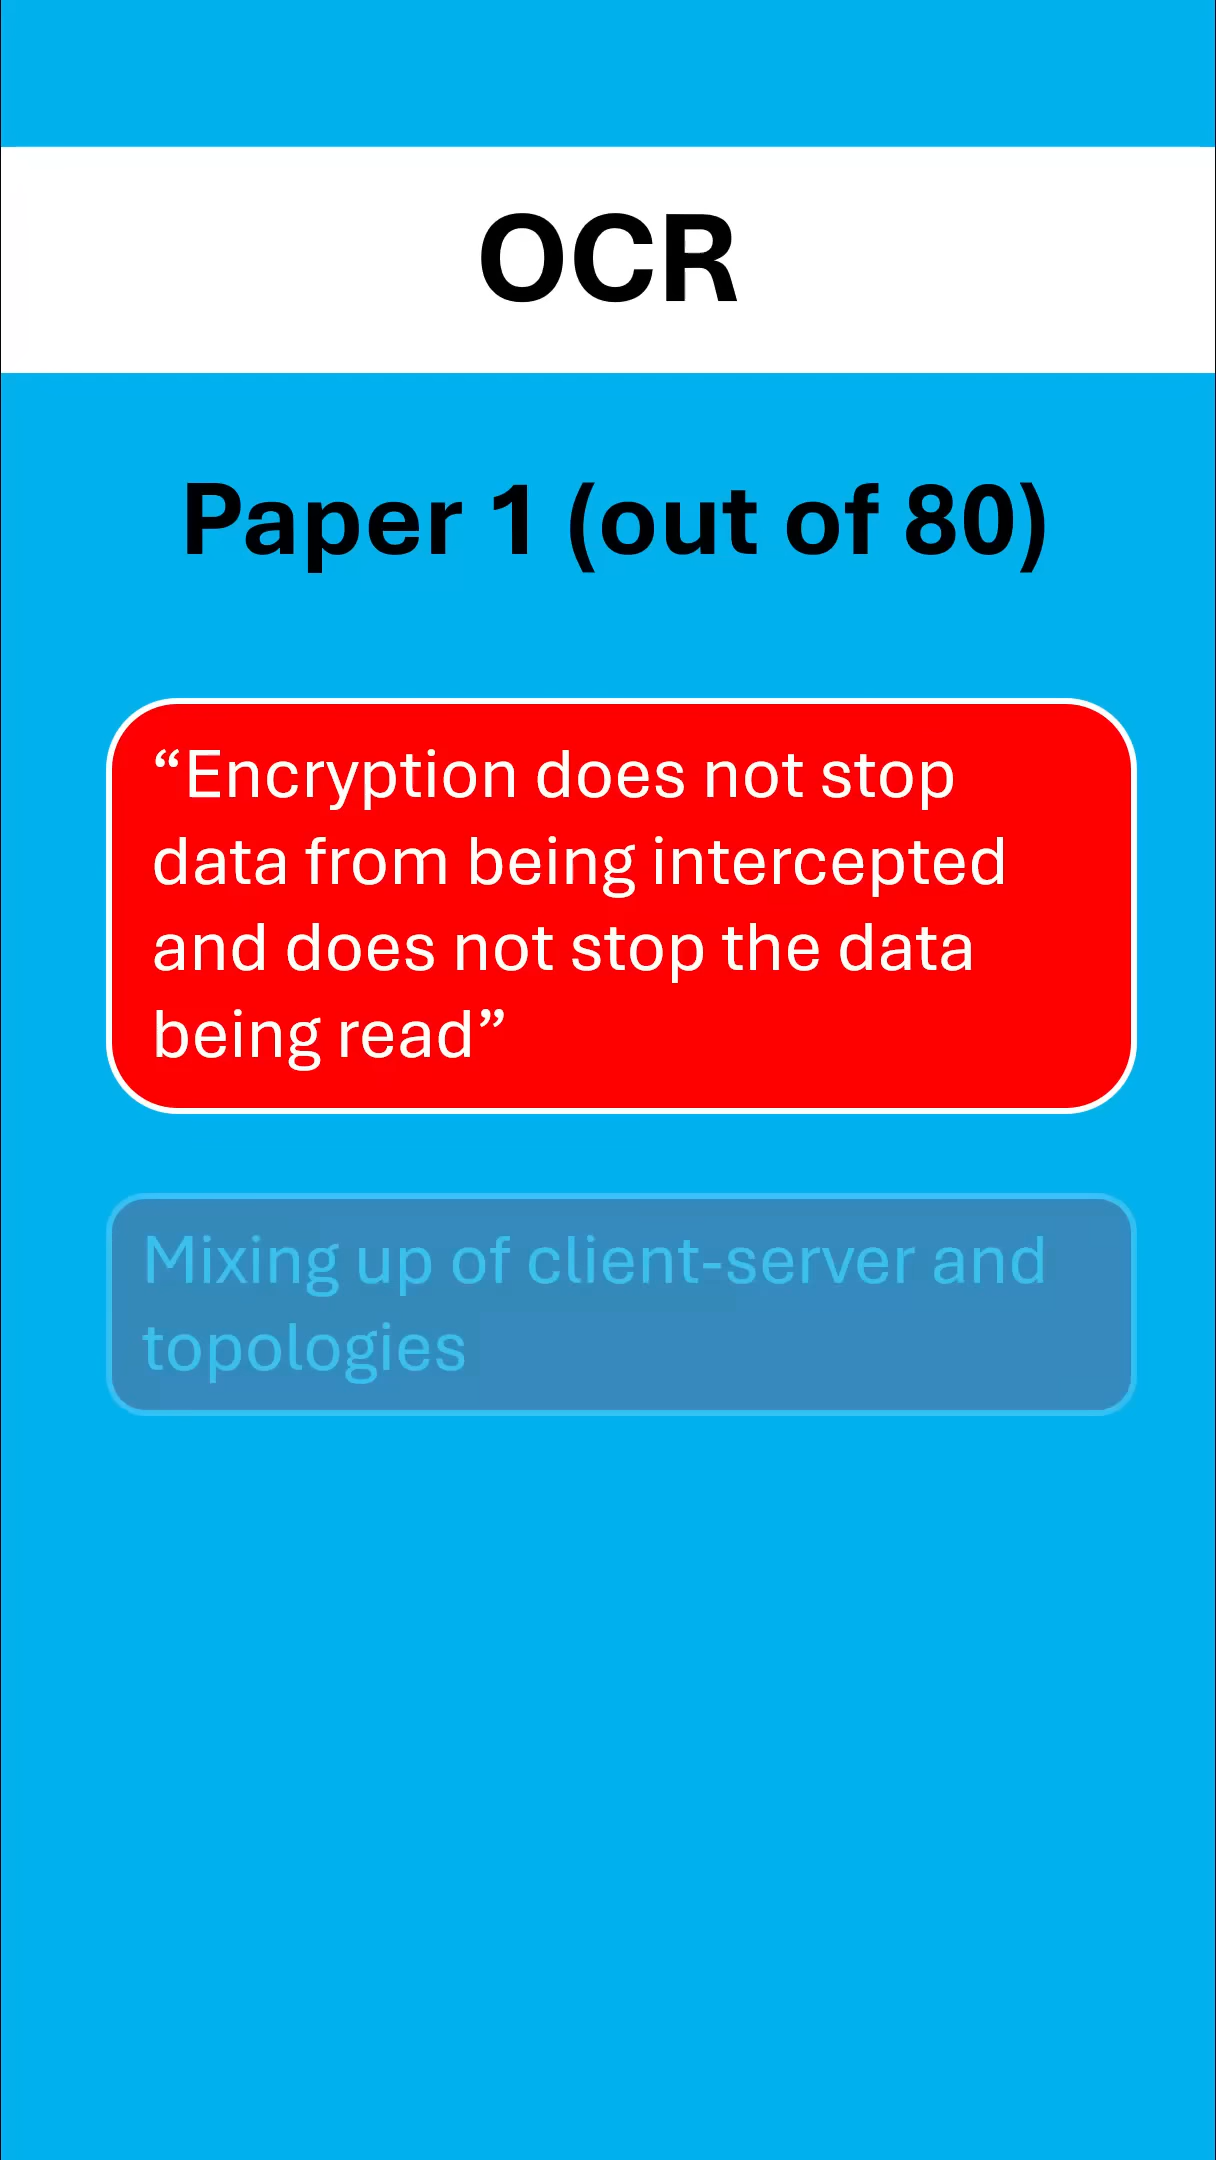 OCR
Paper 1 (out of 80)
“Encryption does not stop
data from being intercepted
and does not stop the data
being read”
Mixing up of client-server and
topologies